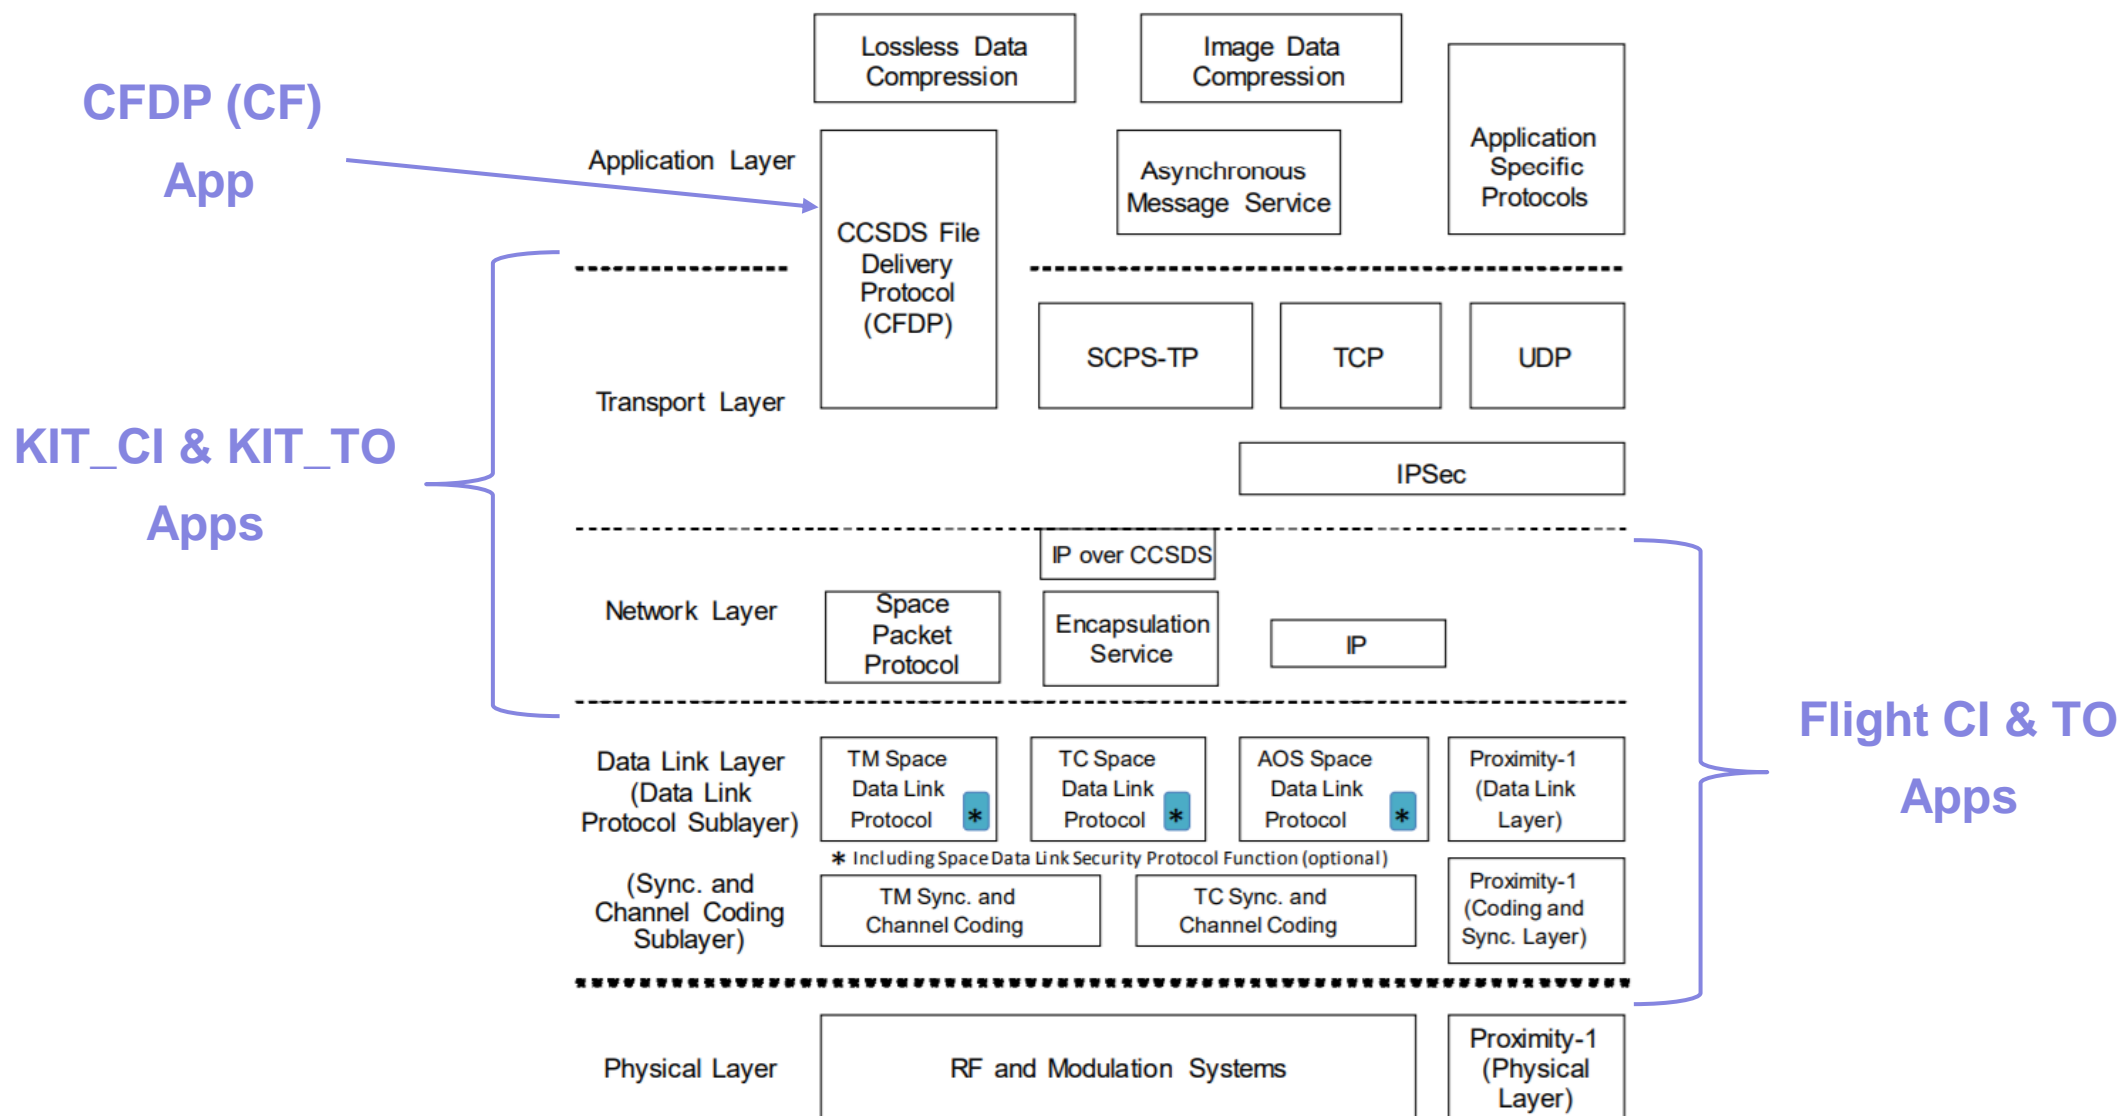 Lossless Data
Compression
Image Data
Compression
CFDP (CF)
App
Application Layer
Asynchronous
Message Service
Application
Specific
Protocols
CCSDS File
Delivery
Protocol
(CFDP)
KIT_CI & KIT_TO
Apps
Transport Layer
SCPS-TP
TCP
UDP
IPSec
IP over CCSDS
Network Layer
Space
Packet
Protocol
Encapsulation
Service
IP
Flight CI & TO
Apps
Data Link Layer
(Data Link
Protocol Sublayer)
TM Space
Data Link
Protocol *
TC Space
Data Link
Protocol *
AOS Space
Data Link
Protocol *
Proximity-1
(Data Link
Layer)
* Including Space Data Link Security Protocol Function (optional)
(Sync. and
Channel Coding
Sublayer)
TM Sync. and
Channel Coding
TC Sync. and
Channel Coding
Proximity-1
(Coding and
Sync. Layer)
Physical Layer
RF and Modulation Systems
Proximity-1
(Physical
Layer)